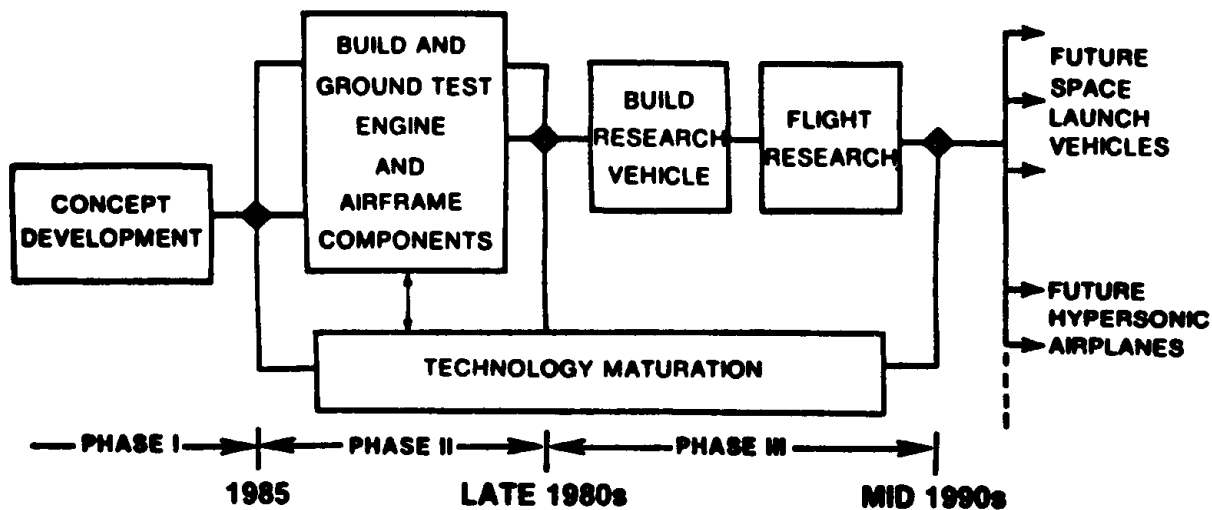 CONCEPT
DEVELOPMENT
BUILD AND
GROUND TEST
ENGINE
AND
AIRFRAME
COMPONENTS
BUILD
RESEARCH
VEHICLE
FLIGHT
RESEARCH
FUTURE
SPACE
LAUNCH
VEHICLES
FUTURE
HYPERSONIC
AIRPLANES
TECHNOLOGY MATURATION
PHASE I
PHASE II
PHASE III
1985
LATE 1980s
MID 1990s